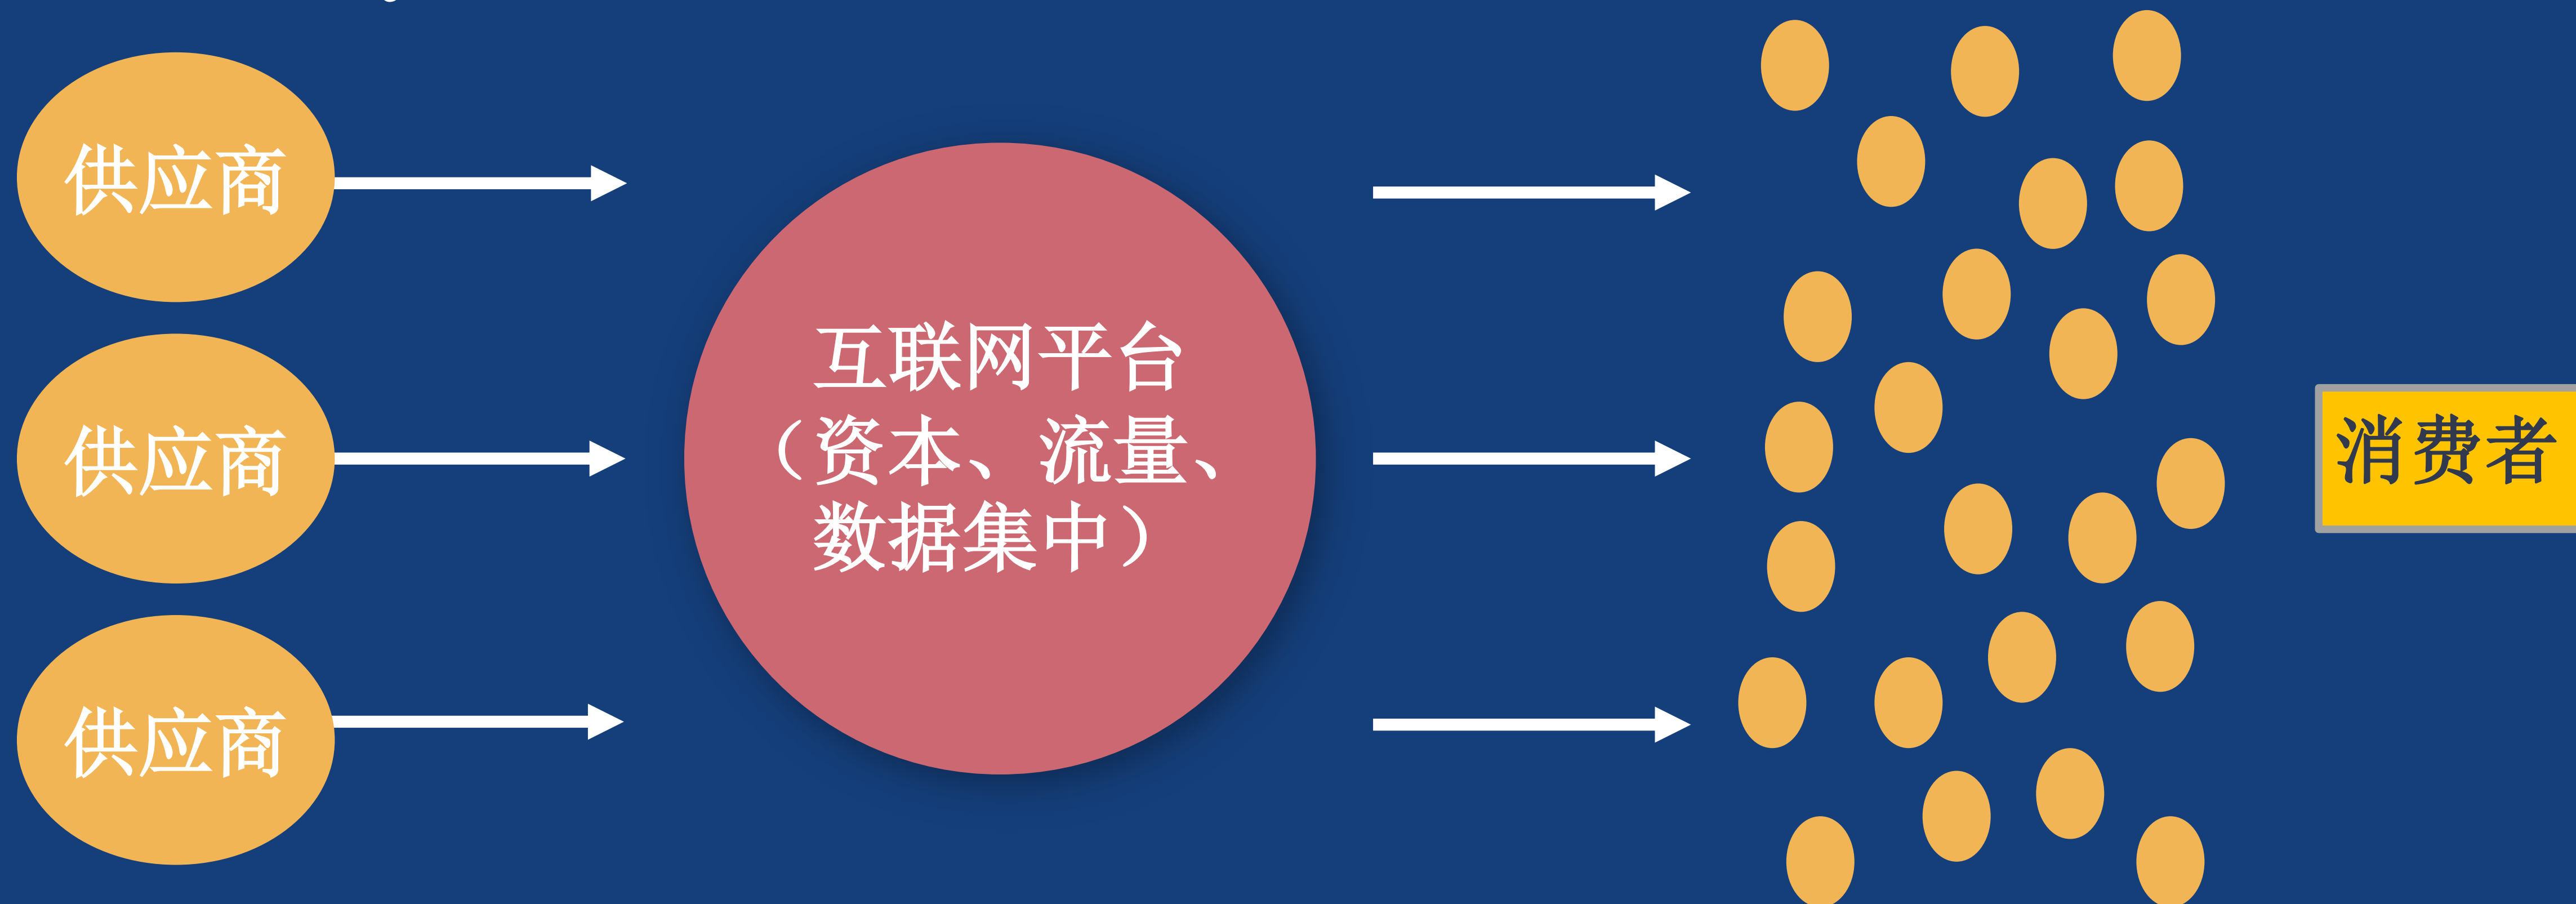 供应商
供应商
供应商
互联网平台
（资本、流量、
数据集中）
消费者